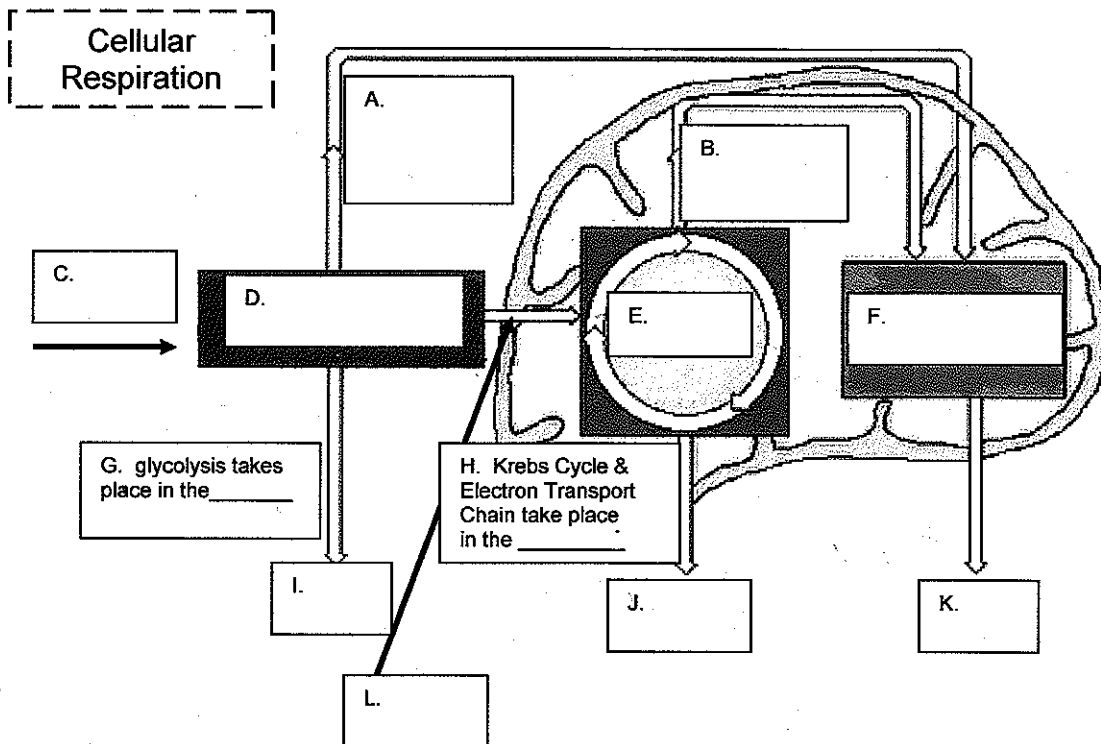 Cellular
Respiration
A.
B.
C.
D.
E.
F.
G. glycolysis takes
place in the________
H. Krebs Cycle &
Electron Transport
Chain take place
in the _________
I.
J.
K.
L.